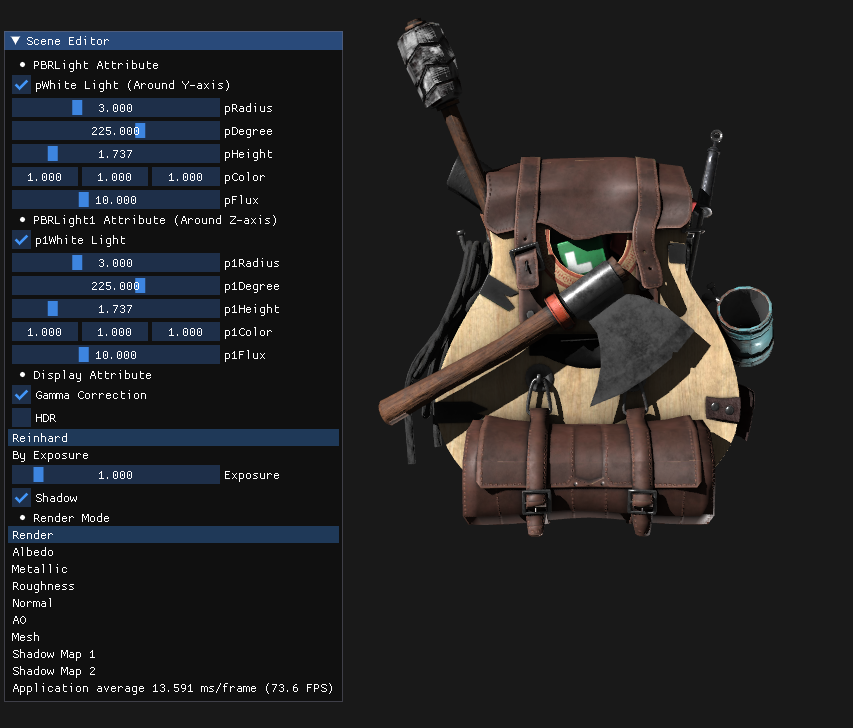 Scene Editor
PBRLight Attribute
pWhite Light (Around Y-axis)
3.000 pRadius
225.000 pDegree
1.737 pHeight
1.000 1.000 1.000 pColor
10.000 pFlux
PBRLight1 Attribute (Around Z-axis)
p1White Light
3.000 p1Radius
225.000 p1Degree
1.737 p1Height
1.000 1.000 1.000 p1Color
10.000 p1Flux
Display Attribute
Gamma Correction
HDR
Reinhard
By Exposure
1.000 Exposure
Shadow
Render Mode
Render
Albedo
Metallic
Roughness
Normal
AO
Mesh
Shadow Map 1
Shadow Map 2
Application average 13.591 ms/frame (73.6 FPS)